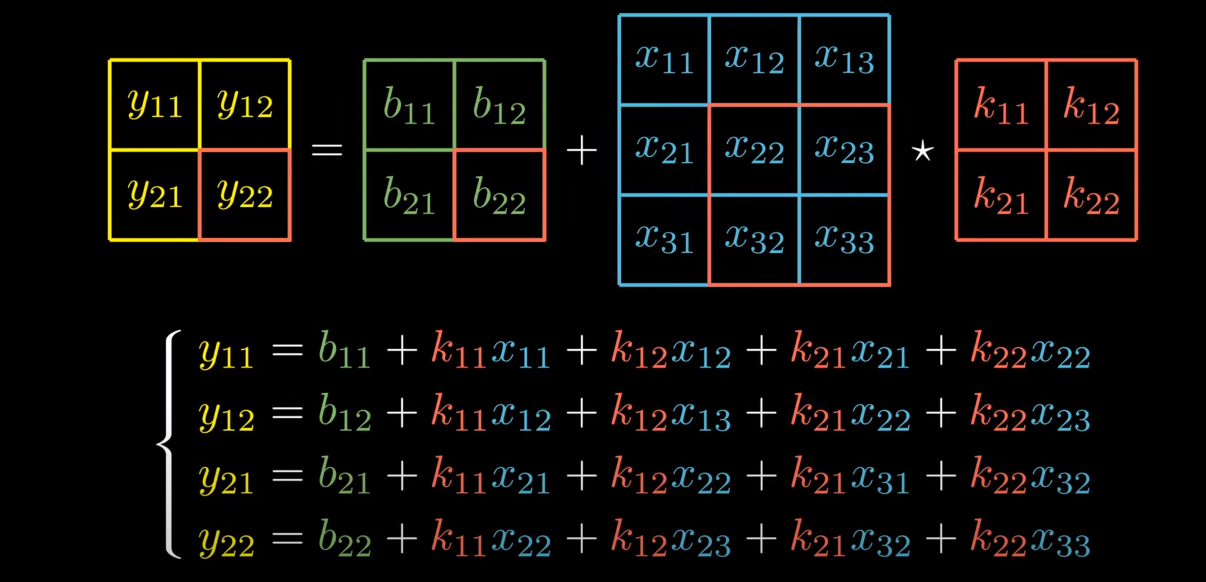 y₁₁ y₁₂ = b₁₁ b₁₂ + x₁₁ x₁₂ x₁₃ ⋆ k₁₁ k₁₂
y₂₁ y₂₂ b₂₁ b₂₂ x₂₁ x₂₂ x₂₃ k₂₁ k₂₂
x₃₁ x₃₂ x₃₃
y₁₁ = b₁₁ + k₁₁x₁₁ + k₁₂x₁₂ + k₂₁x₂₁ + k₂₂x₂₂
y₁₂ = b₁₂ + k₁₁x₁₂ + k₁₂x₁₃ + k₂₁x₂₂ + k₂₂x₂₃
y₂₁ = b₂₁ + k₁₁x₂₁ + k₁₂x₂₂ + k₂₁x₃₁ + k₂₂x₃₂
y₂₂ = b₂₂ + k₁₁x₂₂ + k₁₂x₂₃ + k₂₁x₃₂ + k₂₂x₃₃